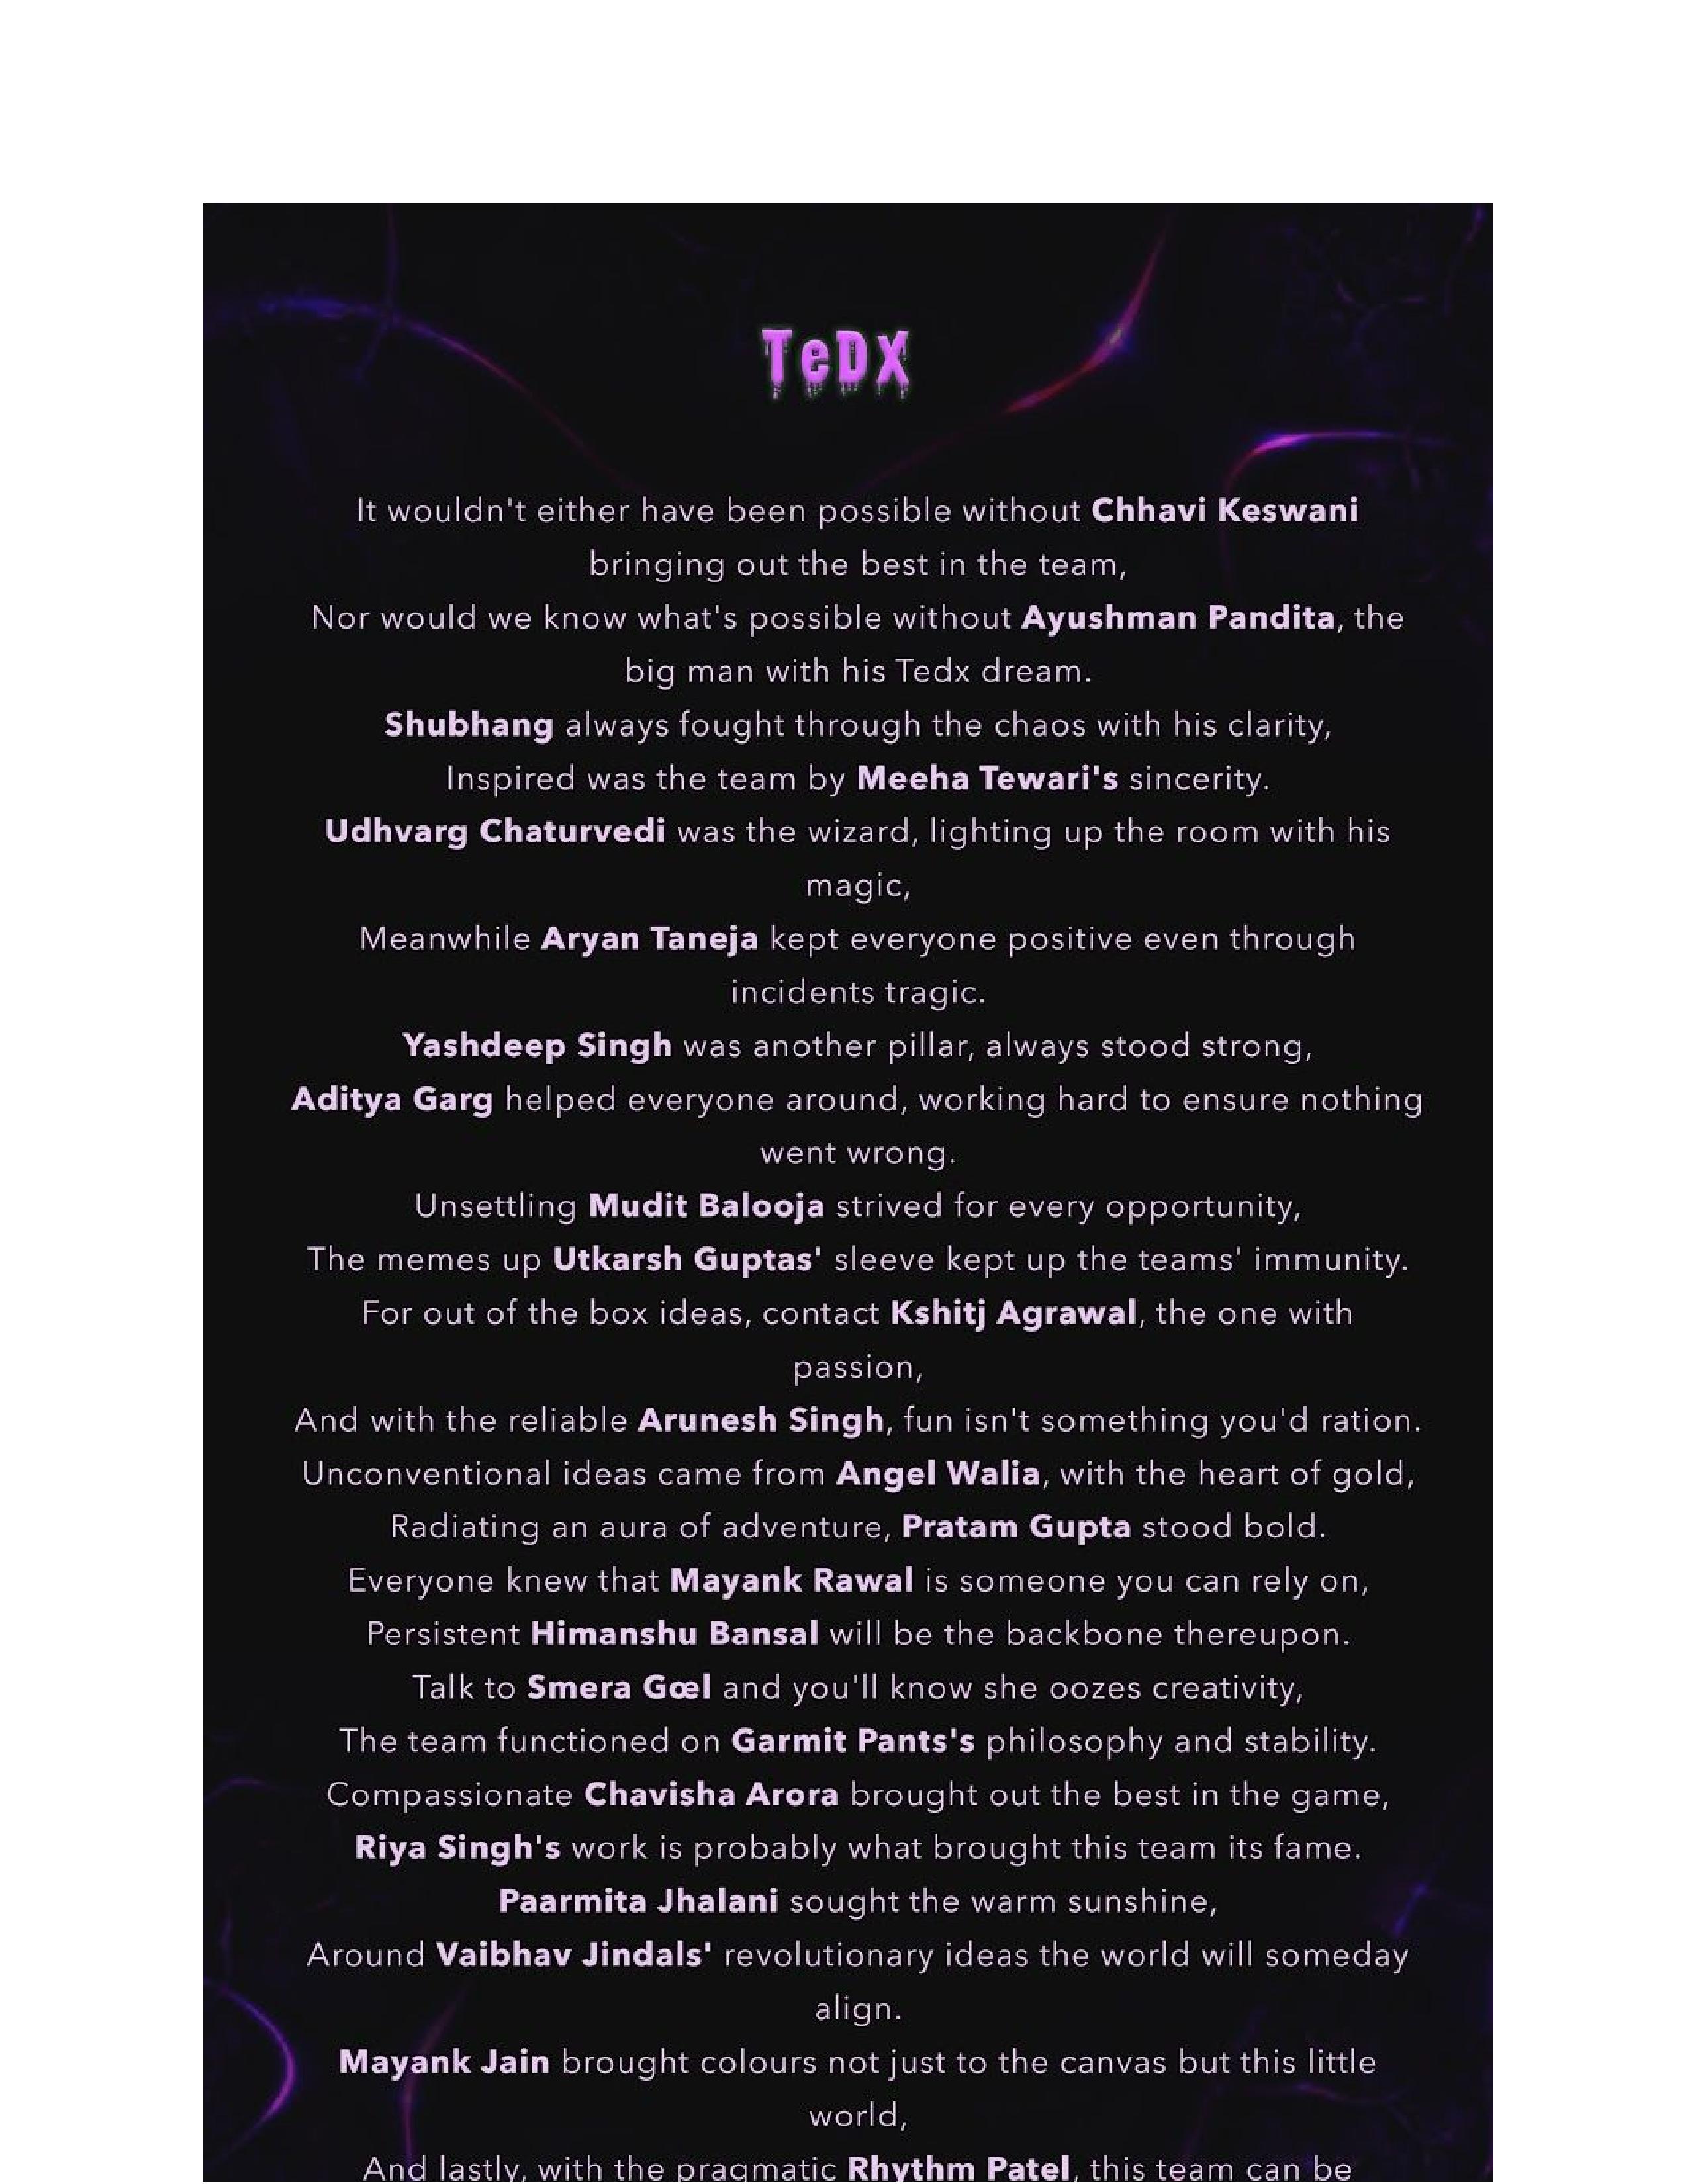 TeDX
It wouldn't either have been possible without Chhavi Keswani
bringing out the best in the team,
Nor would we know what's possible without Ayushman Pandita, the
big man with his Tedx dream.
Shubhang always fought through the chaos with his clarity,
Inspired was the team by Meeha Tewari's sincerity.
Udhvarg Chaturvedi was the wizard, lighting up the room with his
magic,
Meanwhile Aryan Taneja kept everyone positive even through
incidents tragic.
Yashdeep Singh was another pillar, always stood strong,
Aditya Garg helped everyone around, working hard to ensure nothing
went wrong.
Unsettling Mudit Balooja strived for every opportunity,
The memes up Utkarsh Guptas' sleeve kept up the teams' immunity.
For out of the box ideas, contact Kshitj Agrawal, the one with
passion,
And with the reliable Arunesh Singh, fun isn't something you'd ration.
Unconventional ideas came from Angel Walia, with the heart of gold,
Radiating an aura of adventure, Pratam Gupta stood bold.
Everyone knew that Mayank Rawal is someone you can rely on,
Persistent Himanshu Bansal will be the backbone thereupon.
Talk to Smera Gœl and you'll know she oozes creativity,
The team functioned on Garmit Pants's philosophy and stability.
Compassionate Chavisha Arora brought out the best in the game,
Riya Singh's work is probably what brought this team its fame.
Paarmita Jhalani sought the warm sunshine,
Around Vaibhav Jindals' revolutionary ideas the world will someday
align.
Mayank Jain brought colours not just to the canvas but this little
world,
And lastly, with the pragmatic Rhythm Patel, this team can be